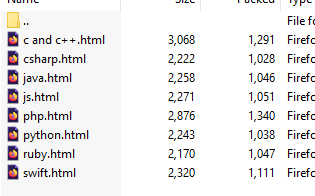 Name Size Packed Type
.. File fo
c and c++.html 3,068 1,291 Firefo
csharp.html 2,222 1,028 Firefo
java.html 2,258 1,046 Firefo
js.html 2,271 1,051 Firefo
php.html 2,876 1,340 Firefo
python.html 2,243 1,038 Firefo
ruby.html 2,170 1,047 Firefo
swift.html 2,320 1,111 Firefo